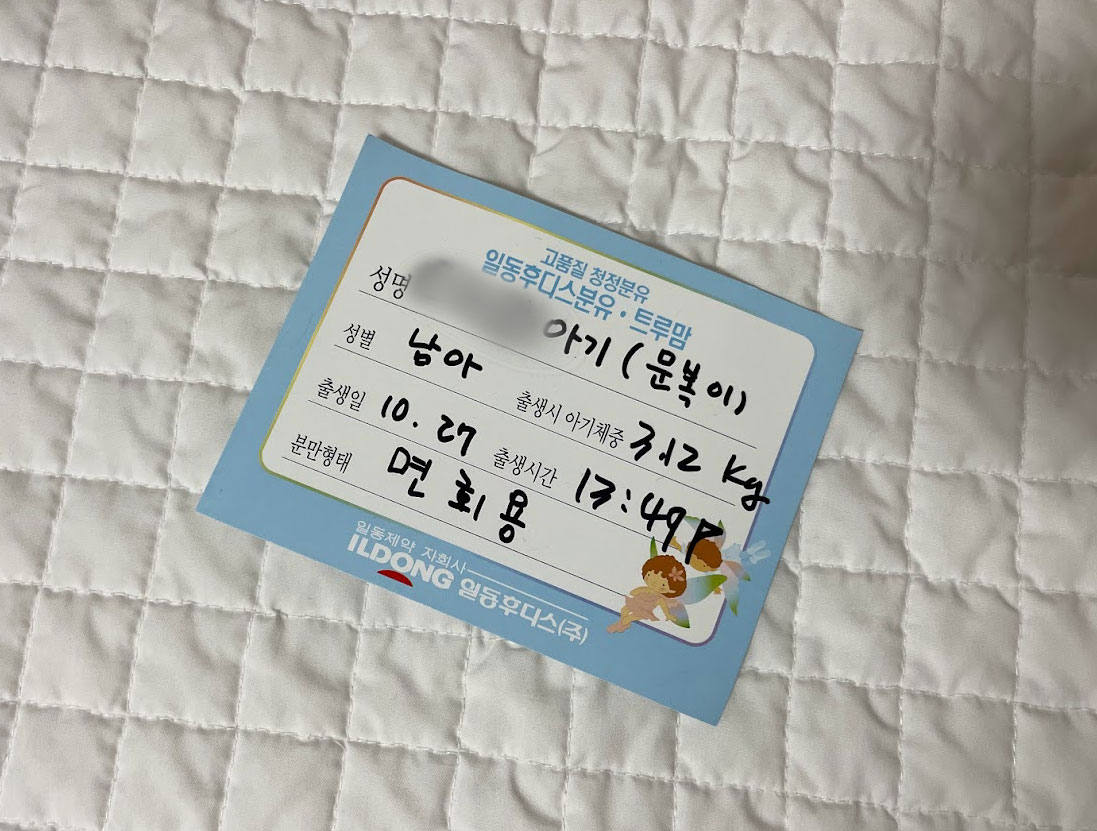 고품질 청정분유
일동후디스분유 · 트루맘
성명 아기 (문복이)
성별 남아 출생시 아기체중 3.12 Kg
출생일 10. 27 출생시간 13:49P
분만형태 면회용
일동제약 자회사
ILDONG 일동후디스(주)